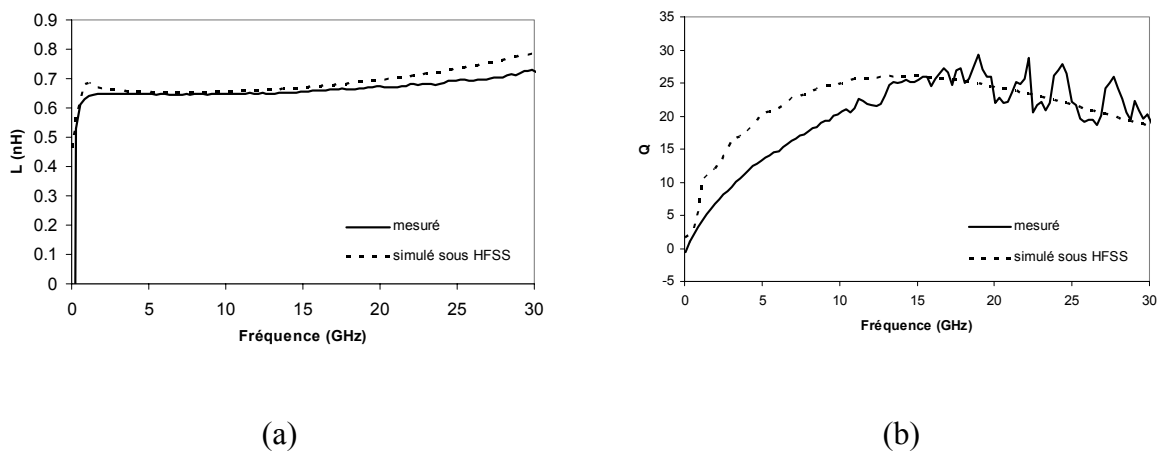 0.9
0.8
0.7
0.6
0.5
0.4
0.3
0.2
0.1
0
L (nH)
mesuré
simulé sous HFSS
0 5 10 15 20 25 30
Fréquence (GHz)
(a)
35
30
25
20
15
10
5
0
-5
Q
mesuré
simulé sous HFSS
0 5 10 15 20 25 30
Fréquence (GHz)
(b)